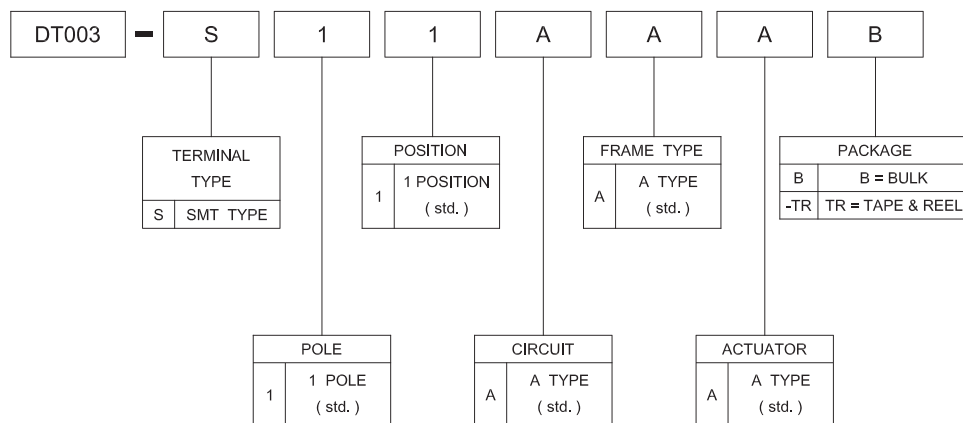 DT003 - S 1 1 A A A B
TERMINAL
TYPE
S SMT TYPE
POSITION
1 1 POSITION
( std. )
FRAME TYPE
A A TYPE
( std. )
PACKAGE
B B = BULK
-TR TR = TAPE & REEL
POLE
1 1 POLE
( std. )
CIRCUIT
A A TYPE
( std. )
ACTUATOR
A A TYPE
( std. )